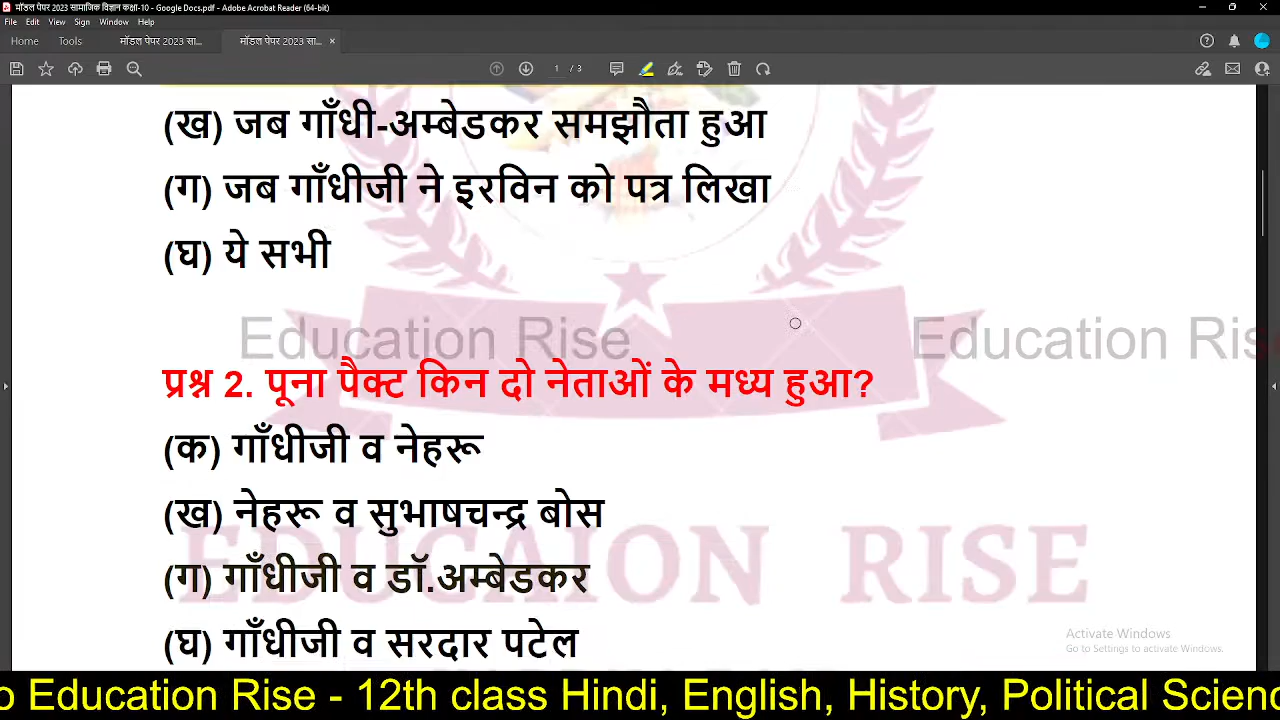 मॉडल पेपर 2023 सामाजिक विज्ञान कक्षा-10 - Google Docs.pdf - Adobe Acrobat Reader (64-bit)
File Edit View Sign Window Help
Home Tools मॉडल पेपर 2023 सा... मॉडल पेपर 2023 सा... ×
1 / 3
(ख) जब गाँधी-अम्बेडकर समझौता हुआ
(ग) जब गाँधीजी ने इरविन को पत्र लिखा
(घ) ये सभी
Education Rise Education Ris
प्रश्न 2. पूना पैक्ट किन दो नेताओं के मध्य हुआ?
(क) गाँधीजी व नेहरू
(ख) नेहरू व सुभाषचन्द्र बोस
EDUCAION RISE
(ग) गाँधीजी व डॉ.अम्बेडकर
(घ) गाँधीजी व सरदार पटेल
Activate Windows
Go to Settings to activate Windows.
o Education Rise - 12th class Hindi, English, History, Political Scienc